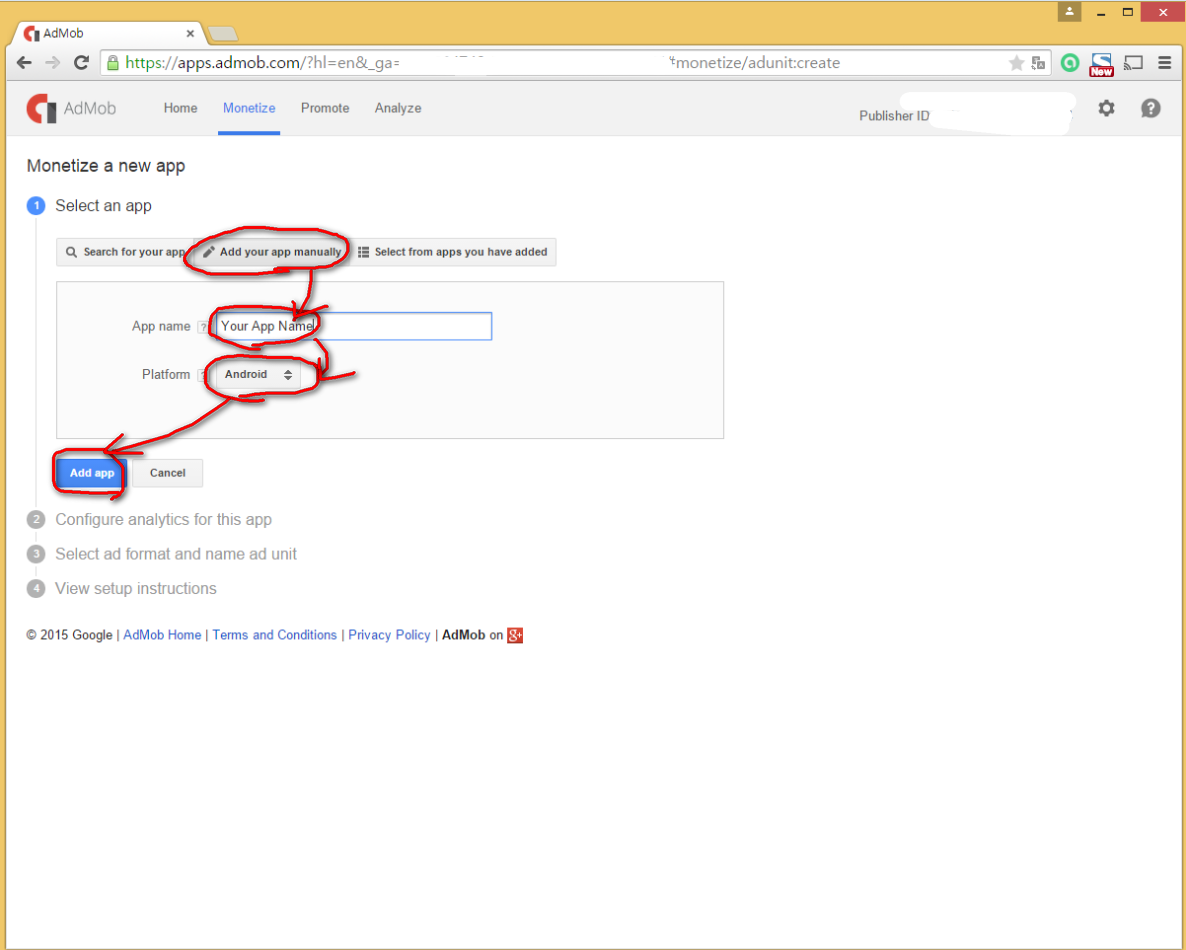 AdMob
https://apps.admob.com/?hl=en&_ga= monetize/adunit:create
New
AdMob Home Monetize Promote Analyze Publisher ID
Monetize a new app
1 Select an app
Search for your app Add your app manually Select from apps you have added
App name ? Your App Name
Platform ? Android
Add app Cancel
2 Configure analytics for this app
3 Select ad format and name ad unit
4 View setup instructions
© 2015 Google | AdMob Home | Terms and Conditions | Privacy Policy | AdMob on g+